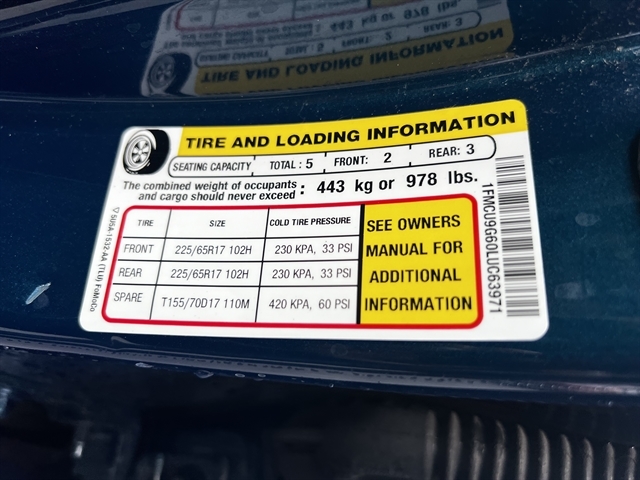 TIRE AND LOADING INFORMATION
SEATING CAPACITY TOTAL : 5 FRONT: 2 REAR: 3
The combined weight of occupants and cargo should never exceed : 443 kg or 978 lbs.
TIRE SIZE COLD TIRE PRESSURE
FRONT 225/65R17 102H 230 KPA, 33 PSI
REAR 225/65R17 102H 230 KPA, 33 PSI
SPARE T155/70D17 110M 420 KPA, 60 PSI
SEE OWNERS
MANUAL FOR
ADDITIONAL
INFORMATION
1FMCU9G60LUC63971
(TLU) FoMoCo